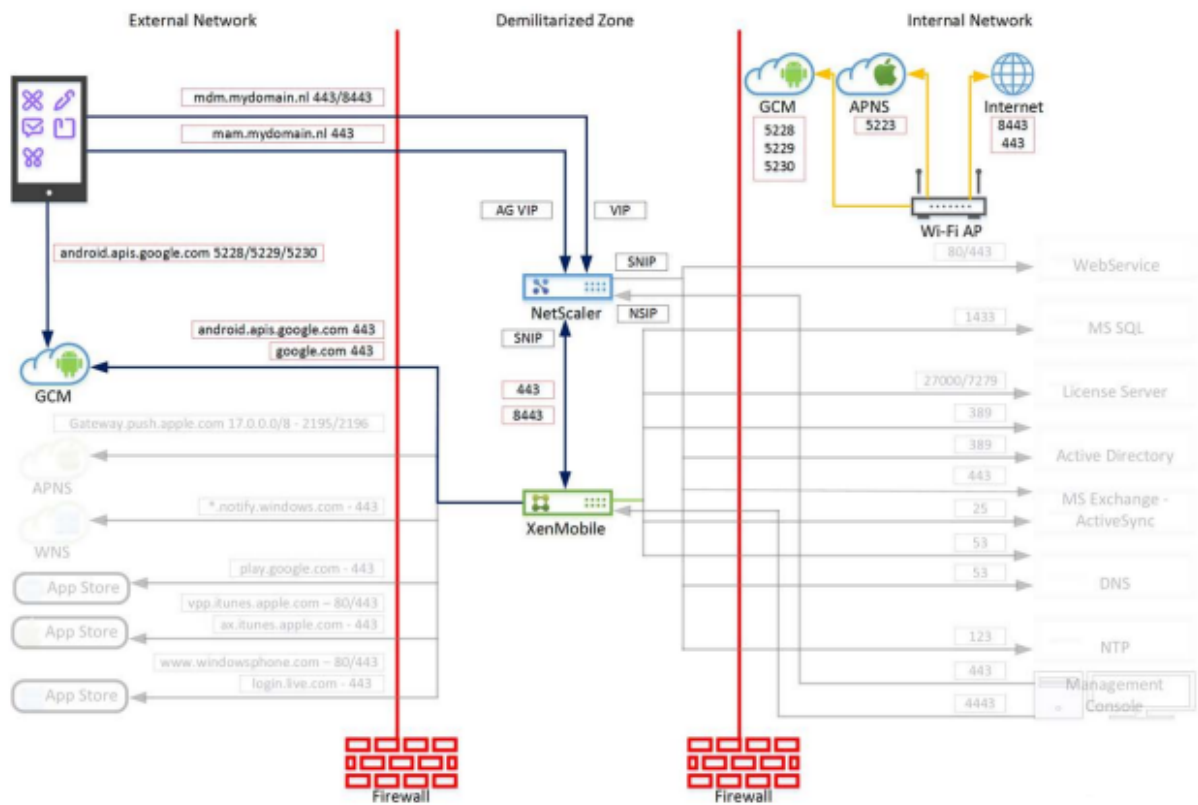 External Network
Demilitarized Zone
Internal Network
mdm.mydomain.nl 443/8443
mam.mydomain.nl 443
GCM
5228
5229
5230
APNS
5223
Internet
8443
443
AG VIP
VIP
Wi-Fi AP
android.apis.google.com 5228/5229/5230
SNIP
80/443
WebService
NetScaler
NSIP
android.apis.google.com 443
google.com 443
SNIP
1433
MS SQL
GCM
443
8443
27000/7279
License Server
Gateway.push.apple.com 17.0.0.0/8 - 2195/2196
389
389
Active Directory
APNS
443
MS Exchange -
ActiveSync
*.notify.windows.com - 443
XenMobile
25
WNS
53
play.google.com - 443
App Store
53
DNS
vpp.itunes.apple.com – 80/443
ax.itunes.apple.com - 443
App Store
123
NTP
www.windowsphone.com – 80/443
login.live.com - 443
App Store
443
Management
Console
4443
Firewall
Firewall